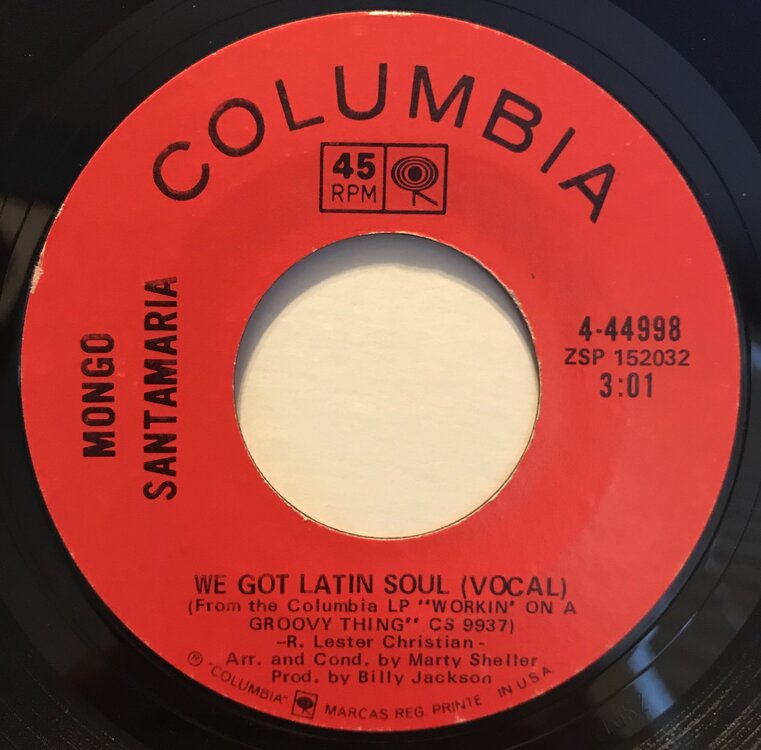 COLUMBIA
45
RPM
MONGO
SANTAMARIA
4-44998
ZSP 152032
3:01
WE GOT LATIN SOUL (VOCAL)
(From the Columbia LP "WORKIN' ON A
GROOVY THING" CS 9937)
-R. Lester Christian-
Arr. and Cond. by Marty Sheller
Prod. by Billy Jackson
℗ "COLUMBIA" MARCAS REG. PRINTE IN U.S.A.